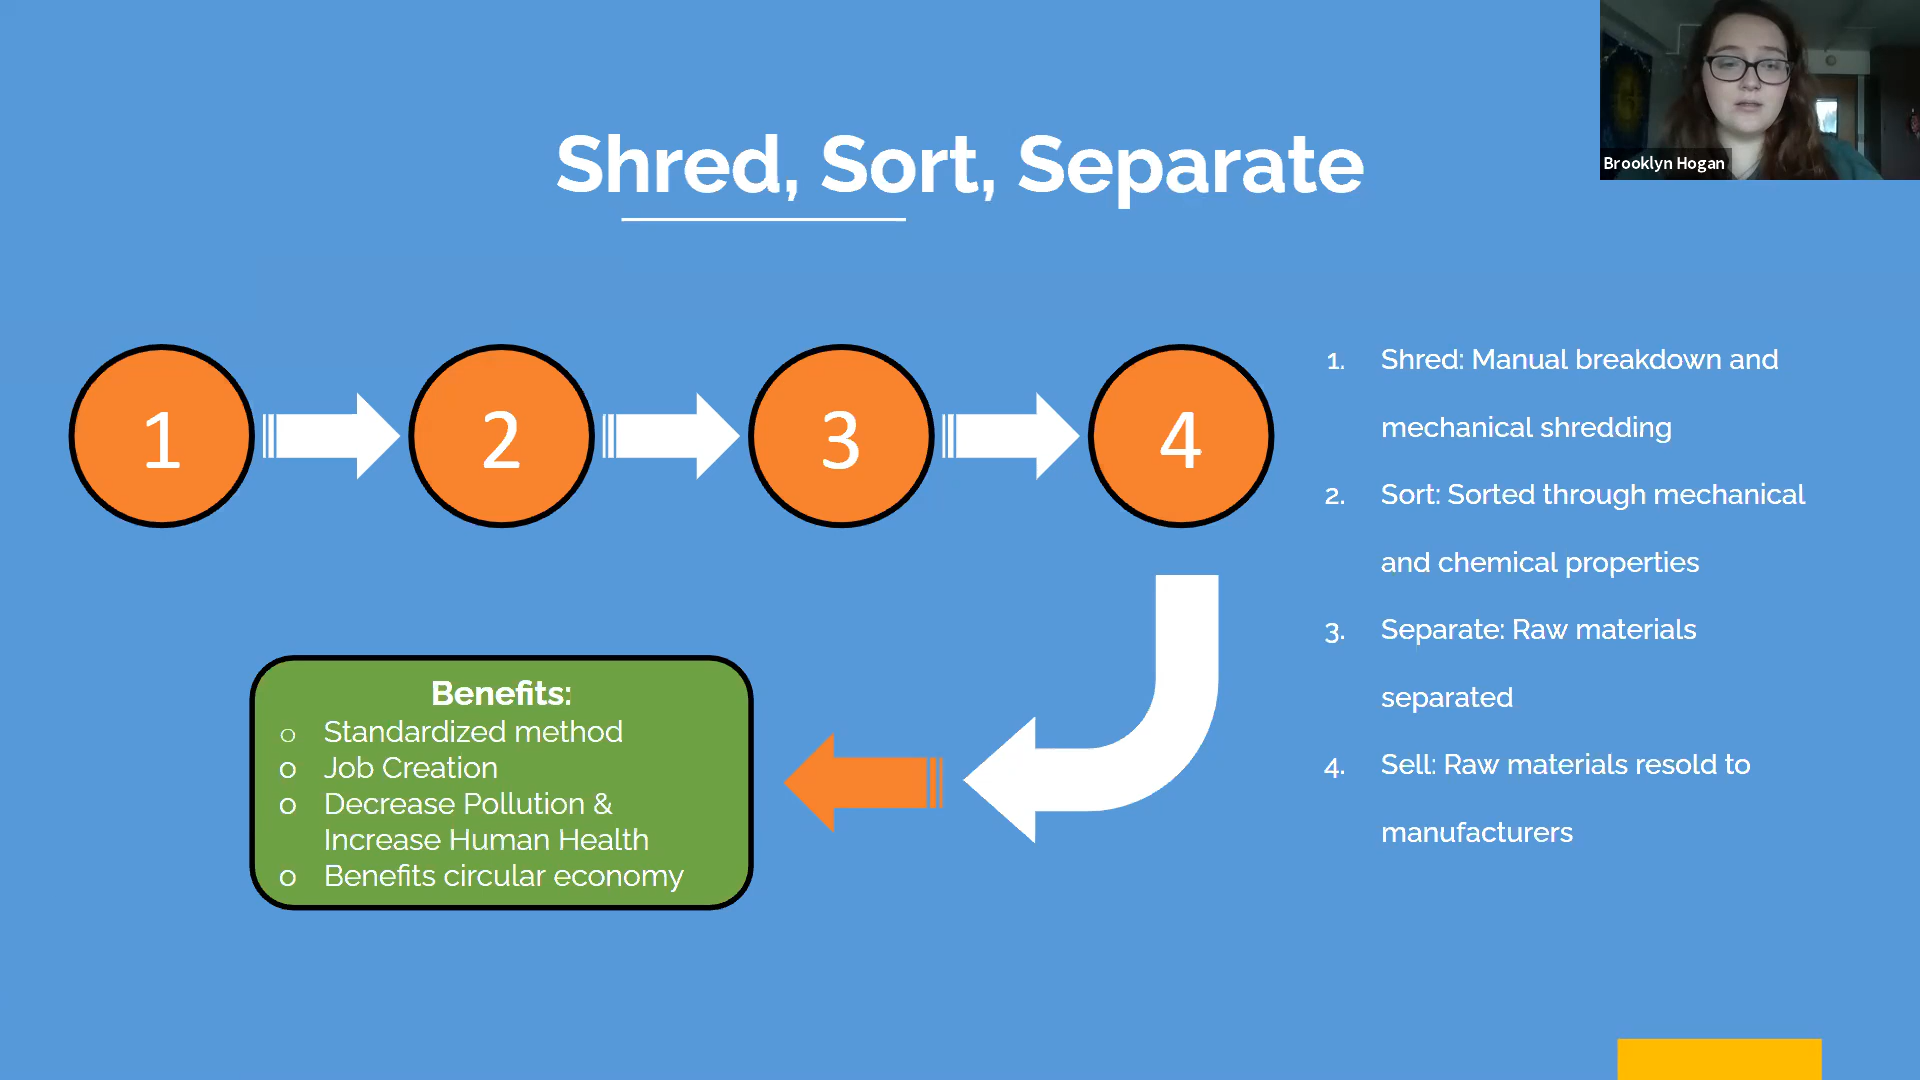 Shred, Sort, Separate
Brooklyn Hogan
1
2
3
4
1. Shred: Manual breakdown and
mechanical shredding
2. Sort: Sorted through mechanical
and chemical properties
3. Separate: Raw materials
separated
4. Sell: Raw materials resold to
manufacturers
Benefits:
o Standardized method
o Job Creation
o Decrease Pollution &
Increase Human Health
o Benefits circular economy